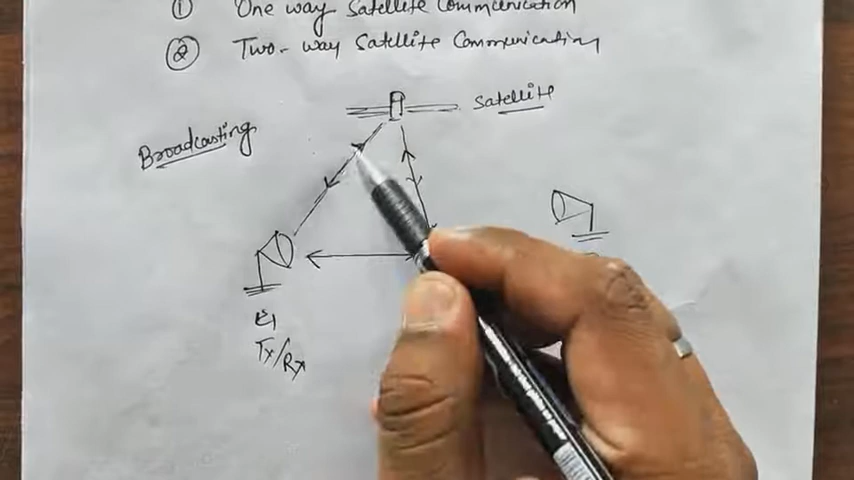 ① One way Satellite Communication
② Two-way Satellite Communication
Satellite
Broadcasting
E1
Tx/Rx